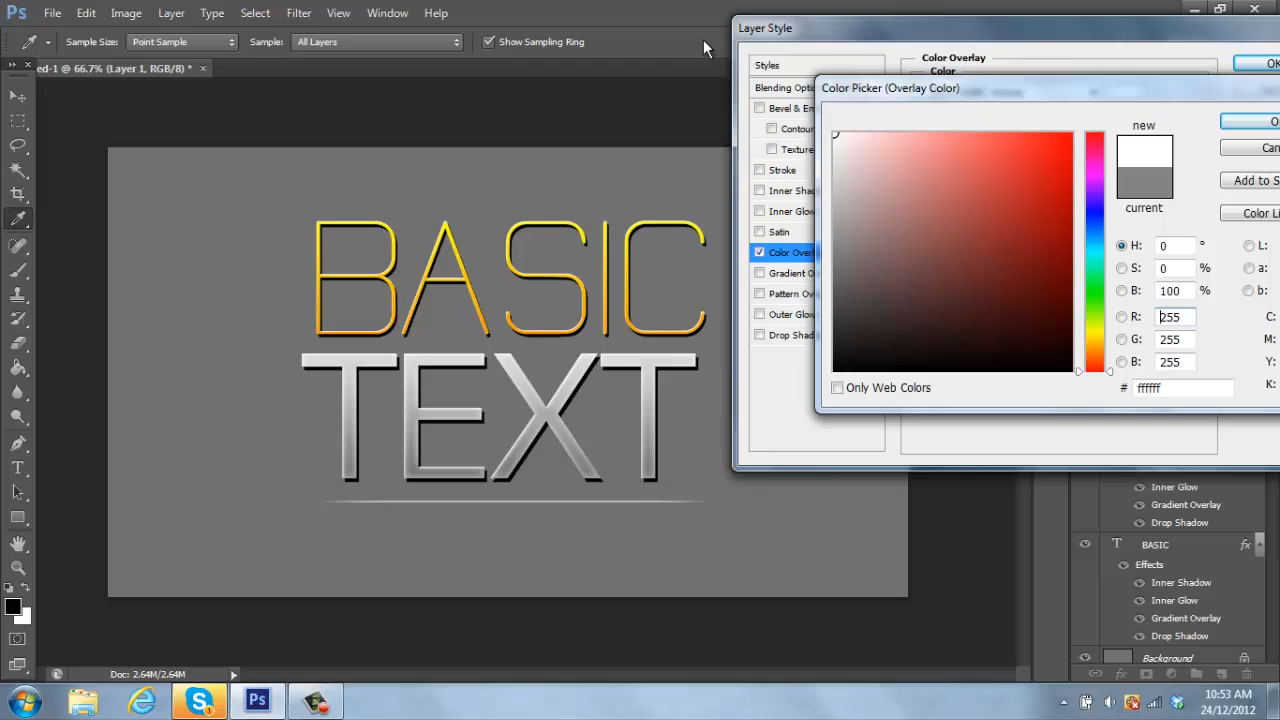 Ps File Edit Image Layer Type Select Filter View Window Help
Sample Size: Point Sample Sample: All Layers Show Sampling Ring
ed-1 @ 66.7% (Layer 1, RGB/8) * ×
BASIC
TEXT
Layer Style
Styles
Blending Opti
Bevel & Em
Contou
Texture
Stroke
Inner Shad
Inner Glow
Satin
Color Overl
Gradient O
Pattern Ove
Outer Glow
Drop Shad
Color Overlay
Color
OK
Color Picker (Overlay Color)
new
current
O
Can
Add to S
Color Li
H: 0 °
S: 0 %
B: 100 %
R: 255
G: 255
B: 255
# ffffff
L:
a:
b:
C:
M:
Y:
K:
Only Web Colors
Inner Glow
Gradient Overlay
Drop Shadow
T BASIC fx
Effects
Inner Shadow
Inner Glow
Gradient Overlay
Drop Shadow
Background
Doc: 2.64M/2.64M
10:53 AM
24/12/2012